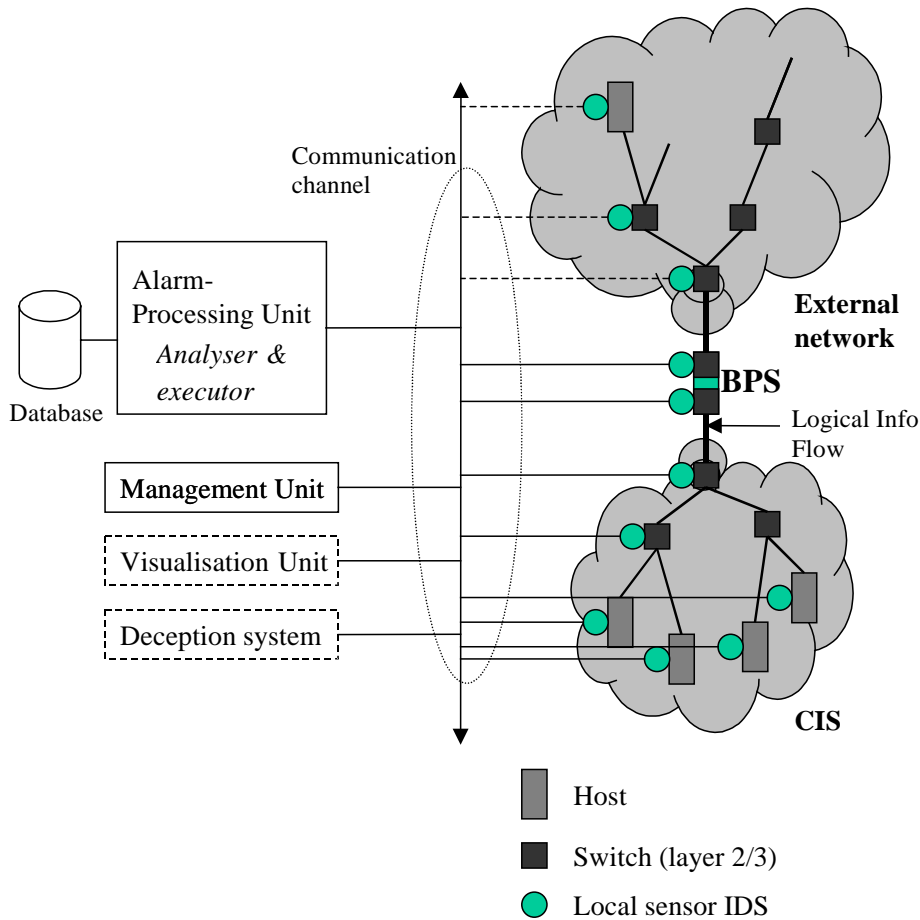 Communication
channel
Alarm-
Processing Unit
Analyser &
executor
Database
External
network
BPS
Logical Info
Flow
Management Unit
Visualisation Unit
Deception system
CIS
Host
Switch (layer 2/3)
Local sensor IDS